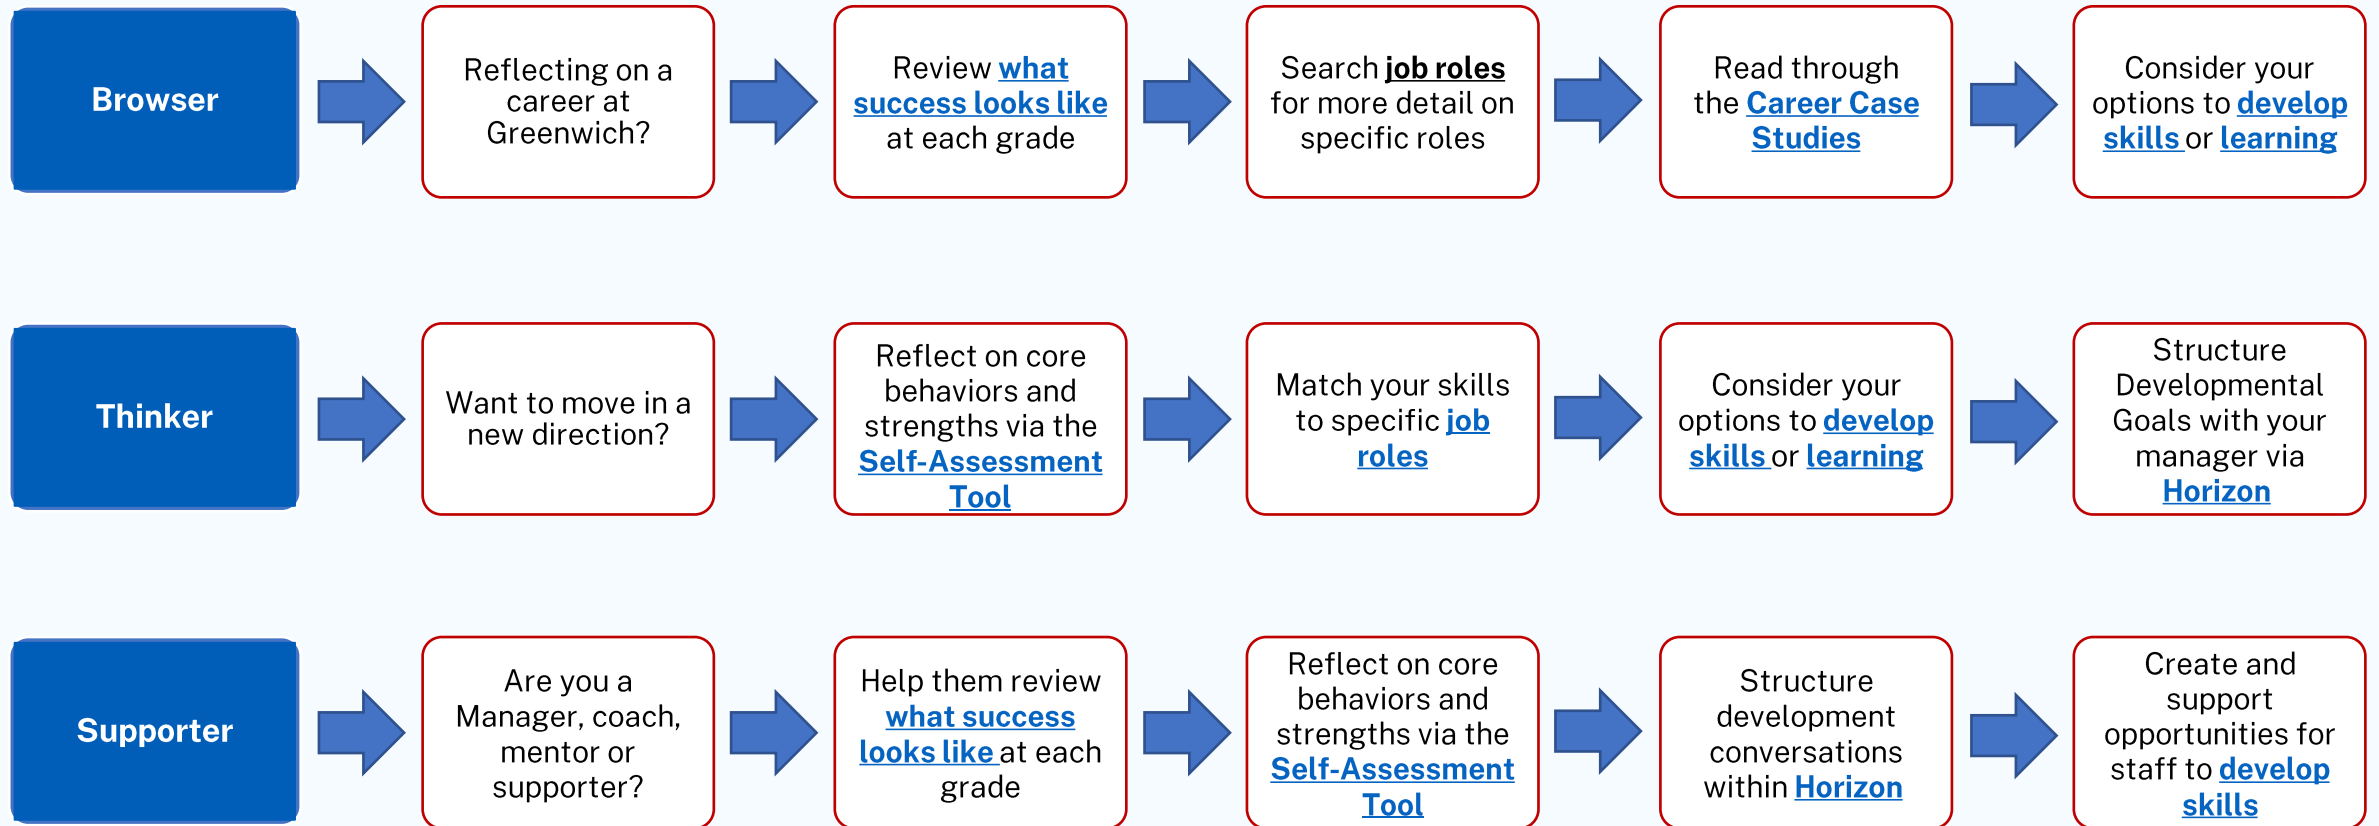 Browser
Reflecting on a
career at
Greenwich?
Review what
success looks like
at each grade
Search job roles
for more detail on
specific roles
Read through
the Career Case
Studies
Consider your
options to develop
skills or learning
Thinker
Want to move in a
new direction?
Reflect on core
behaviors and
strengths via the
Self-Assessment
Tool
Match your skills
to specific job
roles
Consider your
options to develop
skills or learning
Structure
Developmental
Goals with your
manager via
Horizon
Supporter
Are you a
Manager, coach,
mentor or
supporter?
Help them review
what success
looks like at each
grade
Reflect on core
behaviors and
strengths via the
Self-Assessment
Tool
Structure
development
conversations
within Horizon
Create and
support
opportunities for
staff to develop
skills